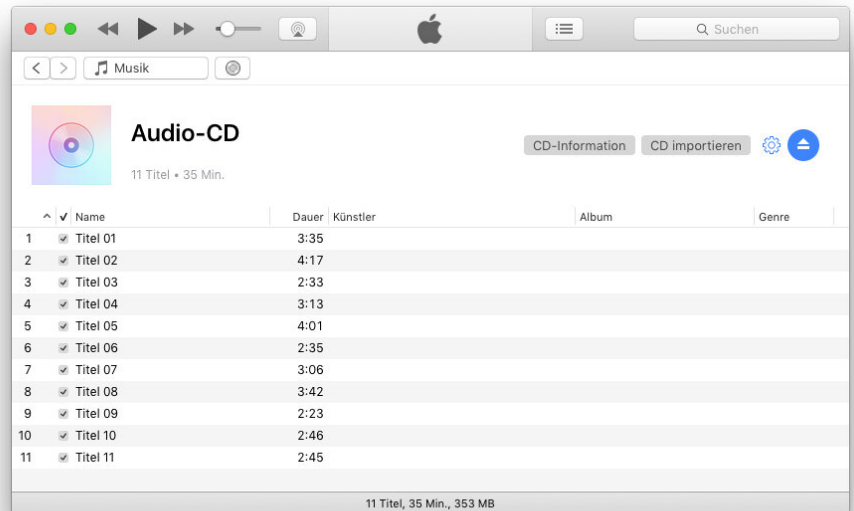 Suchen
Musik
Audio-CD
CD-Information CD importieren
11 Titel • 35 Min.
Name Dauer Künstler Album Genre
1 Titel 01 3:35
2 Titel 02 4:17
3 Titel 03 2:33
4 Titel 04 3:13
5 Titel 05 4:01
6 Titel 06 2:35
7 Titel 07 3:06
8 Titel 08 3:42
9 Titel 09 2:23
10 Titel 10 2:46
11 Titel 11 2:45
11 Titel, 35 Min., 353 MB